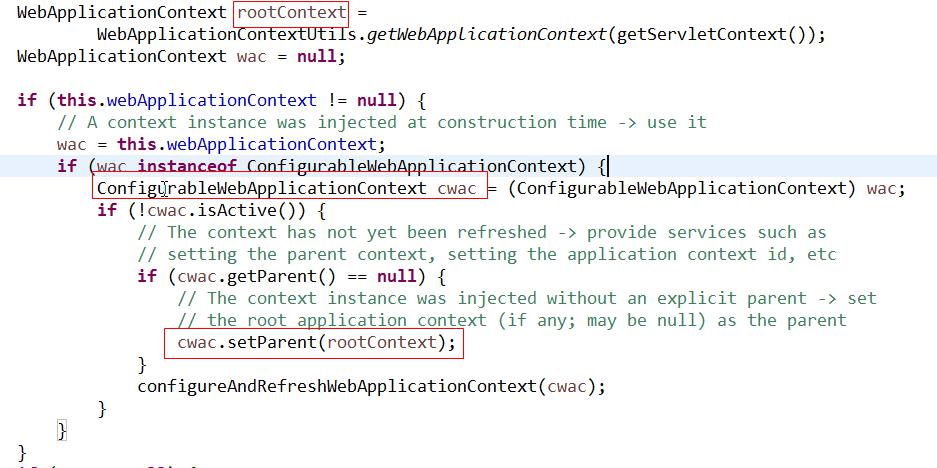 WebApplicationContext rootContext =
WebApplicationContextUtils.getWebApplicationContext(getServletContext());
WebApplicationContext wac = null;
if (this.webApplicationContext != null) {
// A context instance was injected at construction time -> use it
wac = this.webApplicationContext;
if (wac instanceof ConfigurableWebApplicationContext) {
ConfigurableWebApplicationContext cwac = (ConfigurableWebApplicationContext) wac;
if (!cwac.isActive()) {
// The context has not yet been refreshed -> provide services such as
// setting the parent context, setting the application context id, etc
if (cwac.getParent() == null) {
// The context instance was injected without an explicit parent -> set
// the root application context (if any; may be null) as the parent
cwac.setParent(rootContext);
}
configureAndRefreshWebApplicationContext(cwac);
}
}
}